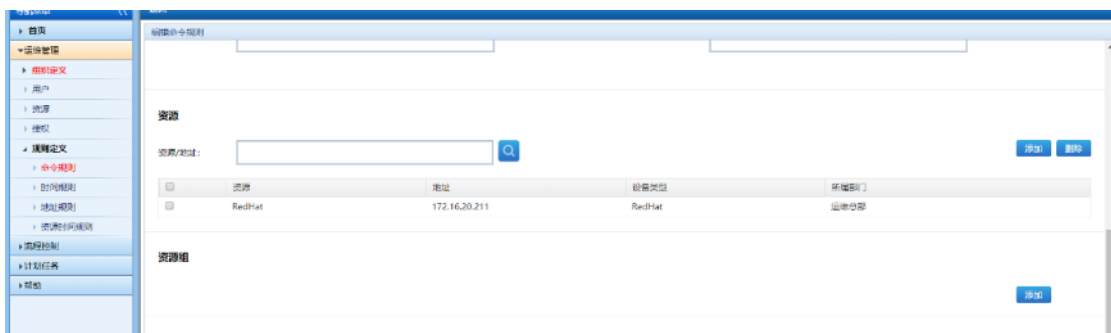 首页
运维管理
组织定义
用户
资源
授权
规则定义
命令规则
时间规则
地址规则
资源时间规则
流程控制
计划任务
帮助
编辑命令规则
资源
资源/地址:
添加 删除
资源 地址 设备类型 所属部门
RedHat 172.16.20.211 RedHat 运维总部
资源组
添加